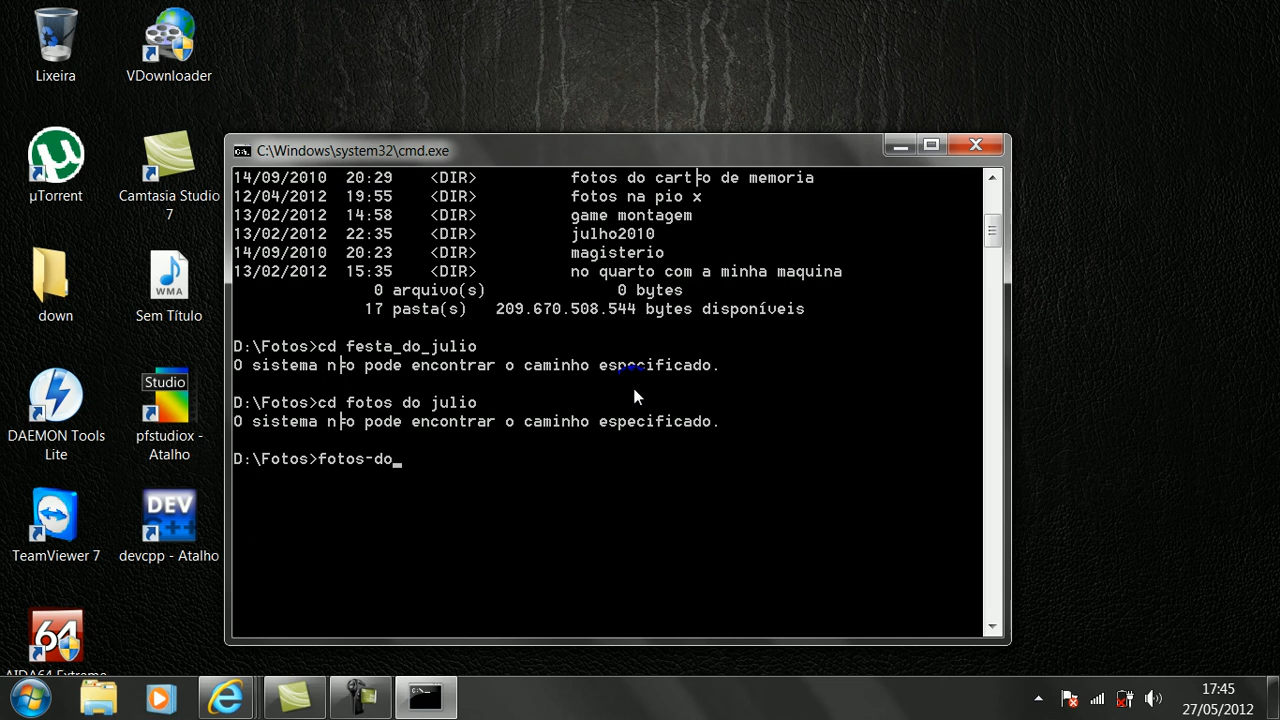 Lixeira
VDownloader
µTorrent
Camtasia Studio
7
down
WMA
Sem Título
DAEMON Tools
Lite
Studio
pfstudiox -
Atalho
TeamViewer 7
DEV
C++
devcpp - Atalho
64
AIDA64 Extreme
C:\Windows\system32\cmd.exe
14/09/2010 20:29 <DIR> fotos do cart├o de memoria
12/04/2012 19:55 <DIR> fotos na pio x
13/02/2012 14:58 <DIR> game montagem
13/02/2012 22:35 <DIR> julho2010
14/09/2010 20:23 <DIR> magisterio
13/02/2012 15:35 <DIR> no quarto com a minha maquina
0 arquivo(s) 0 bytes
17 pasta(s) 209.670.508.544 bytes disponíveis
D:\Fotos>cd festa_do_julio
O sistema n├o pode encontrar o caminho especificado.
D:\Fotos>cd fotos do julio
O sistema n├o pode encontrar o caminho especificado.
D:\Fotos>fotos-do_
17:45
27/05/2012